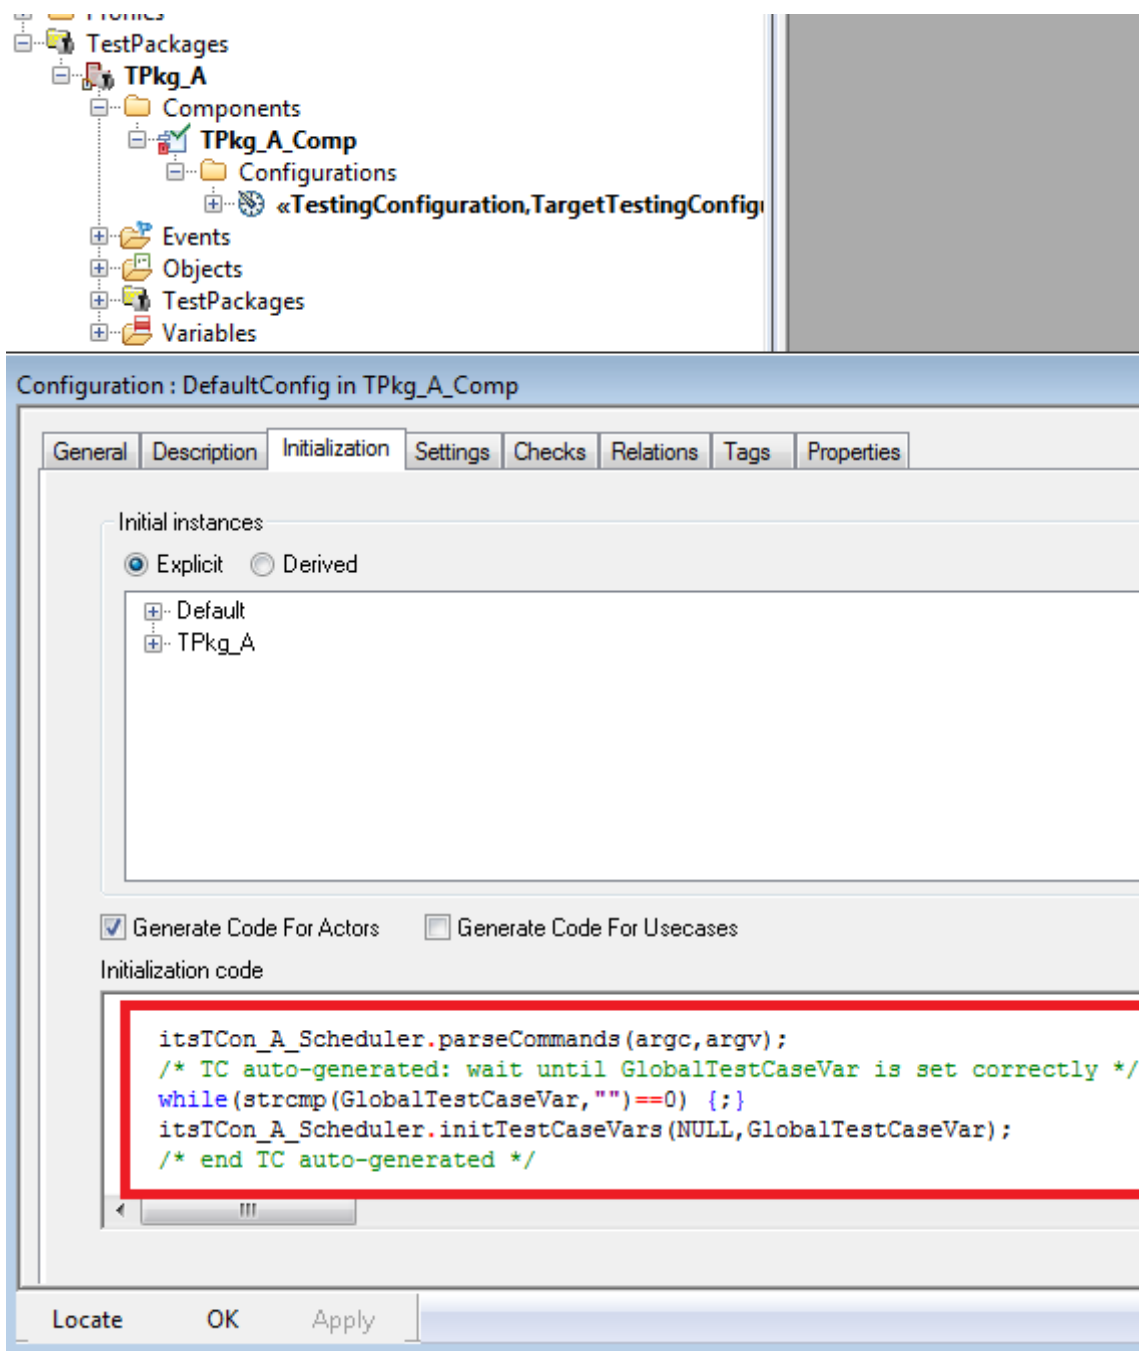 TestPackages
TPkg_A
Components
TPkg_A_Comp
Configurations
«TestingConfiguration,TargetTestingConfig
Events
Objects
TestPackages
Variables
Configuration : DefaultConfig in TPkg_A_Comp
General Description Initialization Settings Checks Relations Tags Properties
Initial instances
Explicit Derived
Default
TPkg_A
Generate Code For Actors Generate Code For Usecases
Initialization code
itsTCon_A_Scheduler.parseCommands(argc,argv);
/* TC auto-generated: wait until GlobalTestCaseVar is set correctly */
while(strcmp(GlobalTestCaseVar,"")==0) {;}
itsTCon_A_Scheduler.initTestCaseVars(NULL,GlobalTestCaseVar);
/* end TC auto-generated */
Locate OK Apply